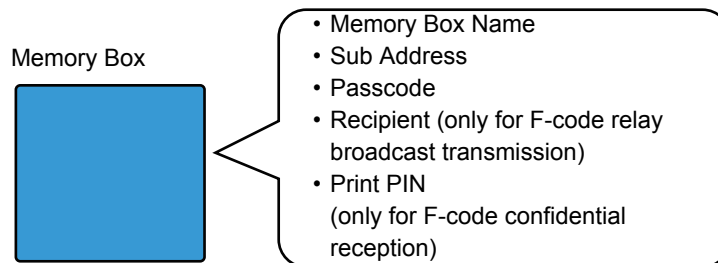 Memory Box
• Memory Box Name
• Sub Address
• Passcode
• Recipient (only for F-code relay
broadcast transmission)
• Print PIN
(only for F-code confidential
reception)